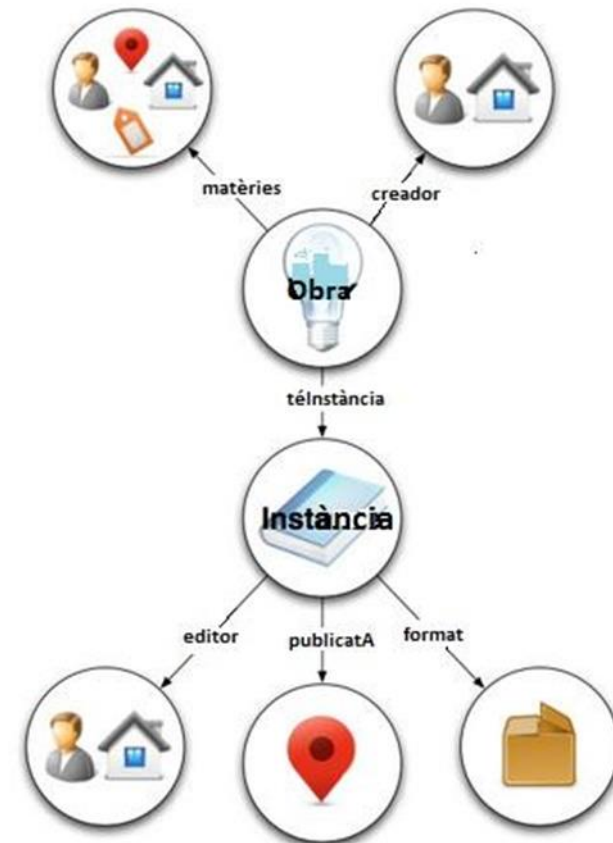 matèries
creador
Obra
téInstància
Instància
editor
publicatA
format